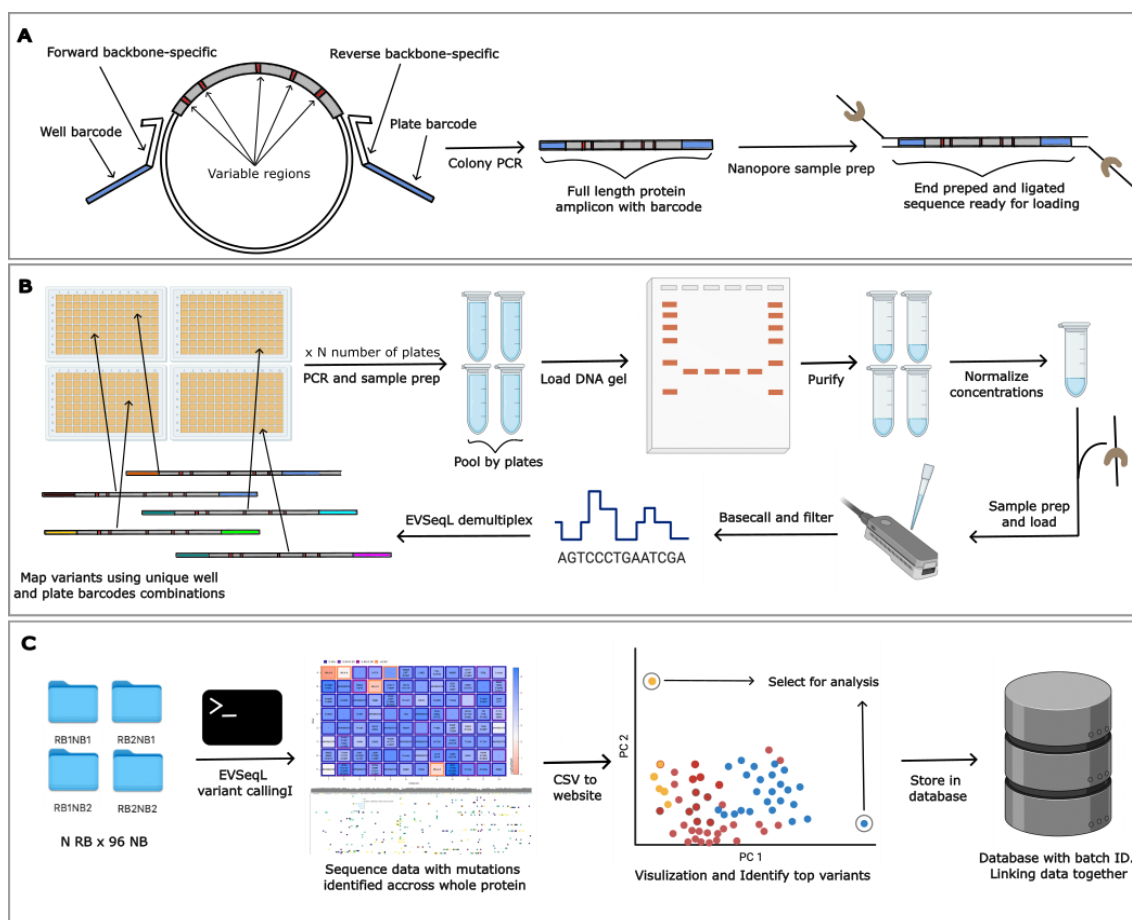 A
Forward backbone-specific
Reverse backbone-specific
Well barcode
Plate barcode
Variable regions
Colony PCR
Full length protein
amplicon with barcode
Nanopore sample prep
End preped and ligated
sequence ready for loading
B
x N number of plates
PCR and sample prep
Pool by plates
Load DNA gel
Purify
Normalize
concentrations
Sample prep
and load
Basecall and filter
AGTCCCTGAATCGA
EVSeqL demultiplex
Map variants using unique well
and plate barcodes combinations
C
RB1NB1
RB2NB1
RB1NB2
RB2NB2
N RB x 96 NB
>_
EVSeqL
variant callingI
Sequence data with mutations
identified accross whole protein
CSV to
website
PC 2
PC 1
Select for analysis
Visulization and Identify top variants
Store in
database
Database with batch ID.
Linking data together